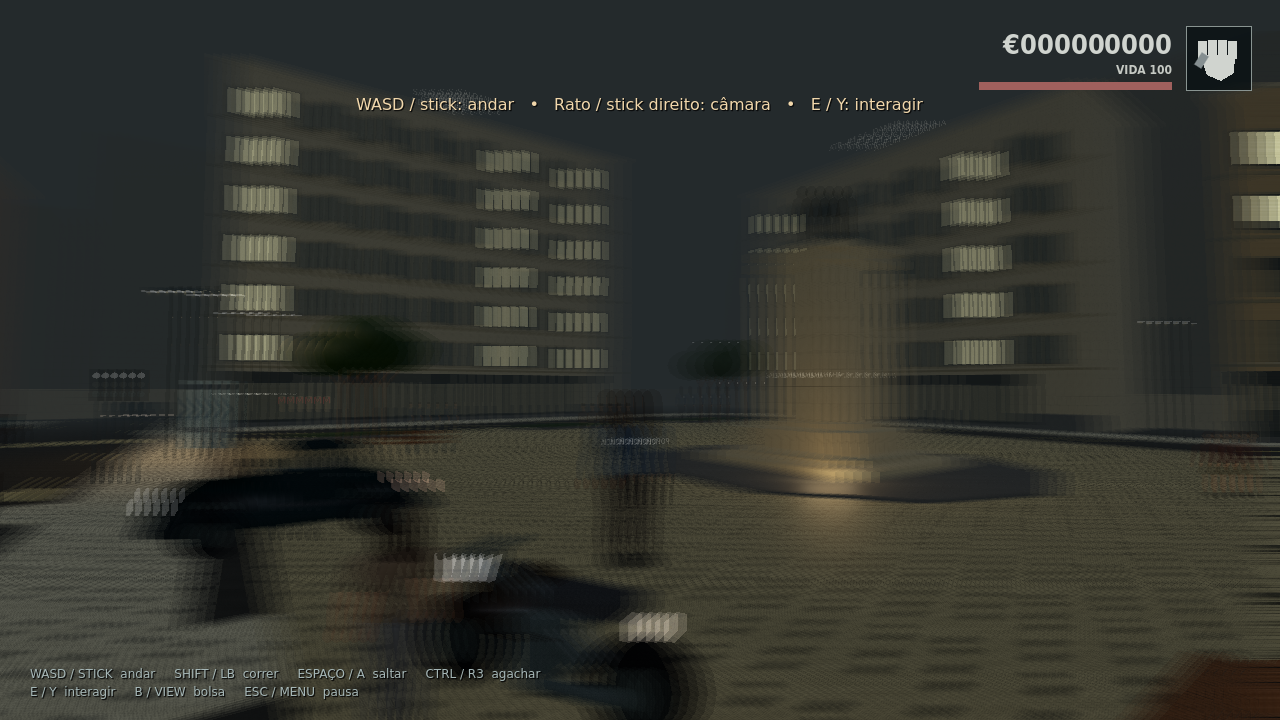 €000000000
VIDA 100
WASD / stick: andar • Rato / stick direito: câmara • E / Y: interagir
WASD / STICK andar SHIFT / LB correr ESPAÇO / A saltar CTRL / R3 agachar
E / Y interagir B / VIEW bolsa ESC / MENU pausa